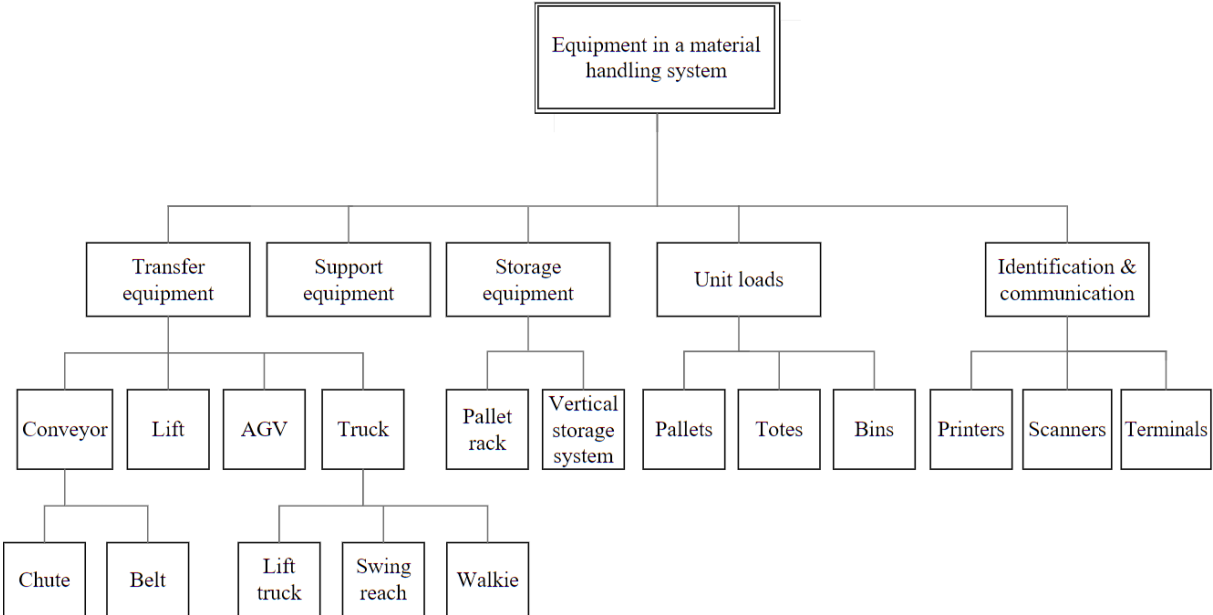 Equipment in a material
handling system
Transfer
equipment
Support
equipment
Storage
equipment
Unit loads
Identification &
communication
Conveyor
Lift
AGV
Truck
Pallet
rack
Vertical
storage
system
Pallets
Totes
Bins
Printers
Scanners
Terminals
Chute
Belt
Lift
truck
Swing
reach
Walkie